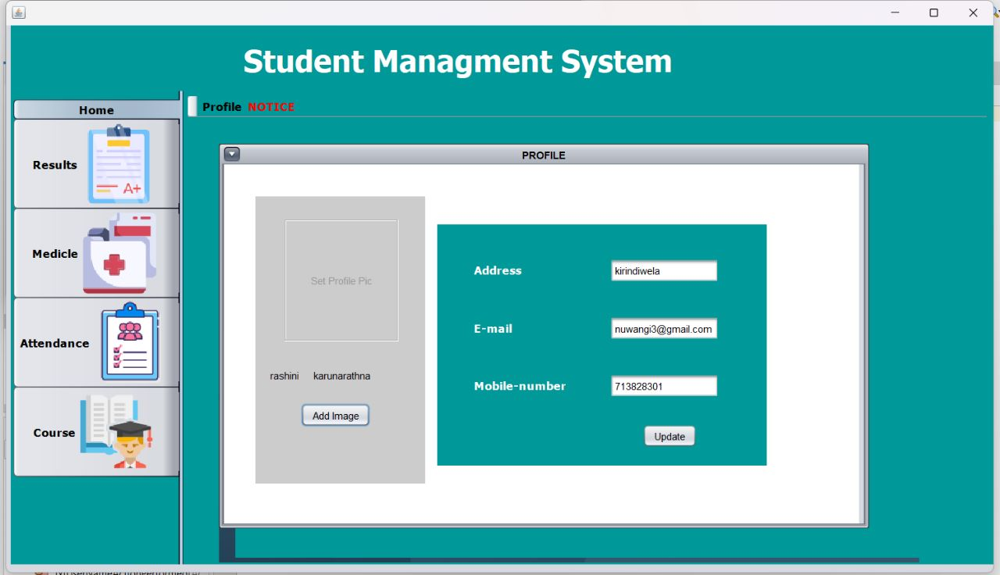 Student Managment System
Home
Profile NOTICE
Results
A+
Medicle
Attendance
Course
PROFILE
Set Profile Pic
rashini karunarathna
Add Image
Address kirindiwela
E-mail nuwangi3@gmail.com
Mobile-number 713828301
Update